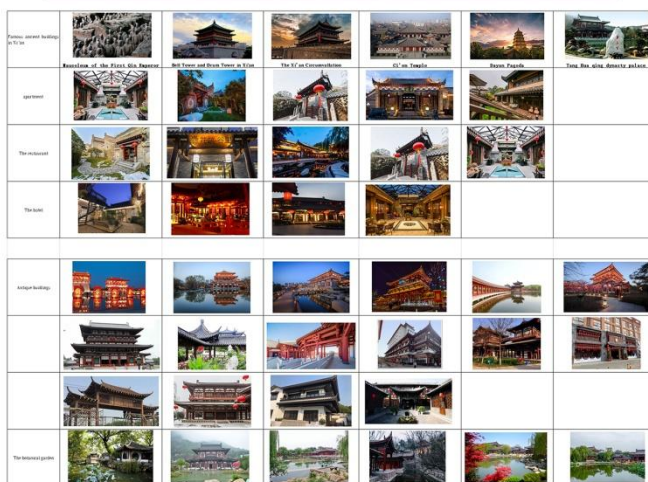 Famous ancient buildings
in Xi'an
Mausoleum of the First Qin Emperor
Bell Tower and Drum Tower in Xi'an
The Xi'an Circumvallation
Ci'en Temple
Dayan Pagoda
Tang Hua qing dynasty palace
apartment
The restaurant
The hotel
Antique buildings
The botanical garden